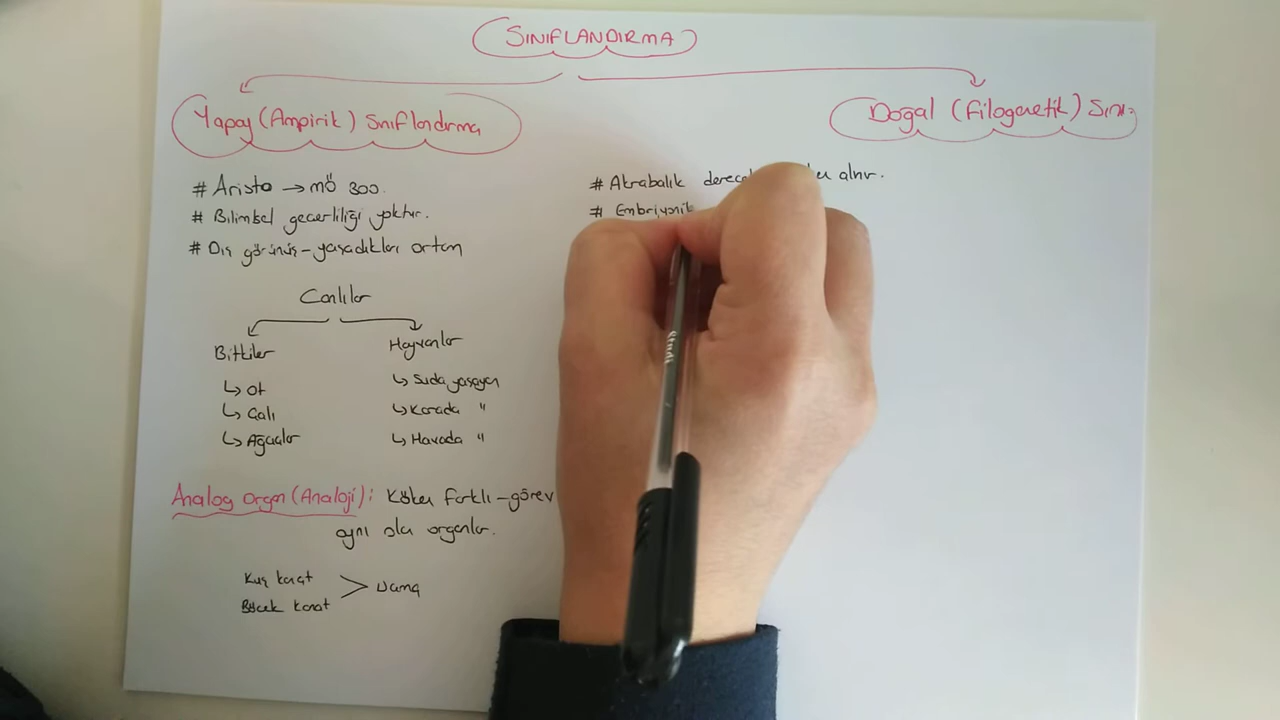 SINIFLANDIRMA
Yapay (Ampirik) Sınıflandırma
# Aristo → MÖ 300.
# Bilimsel geçerliliği yoktur.
# Dış görünüş - yaşadıkları ortam
Canlılar
Bitkiler
↳ ot
↳ Çalı
↳ Ağaçlar
Hayvanlar
↳ Suda yaşayan
↳ Karada "
↳ Havada "
Analog Organ (Analoji): Köken farklı - görev
aynı olan organlar.
Kuş kanat
Böcek kanat > Uçma
Doğal (Filogenetik) Sını
# Akrabalık alınır.
# Embriyonik